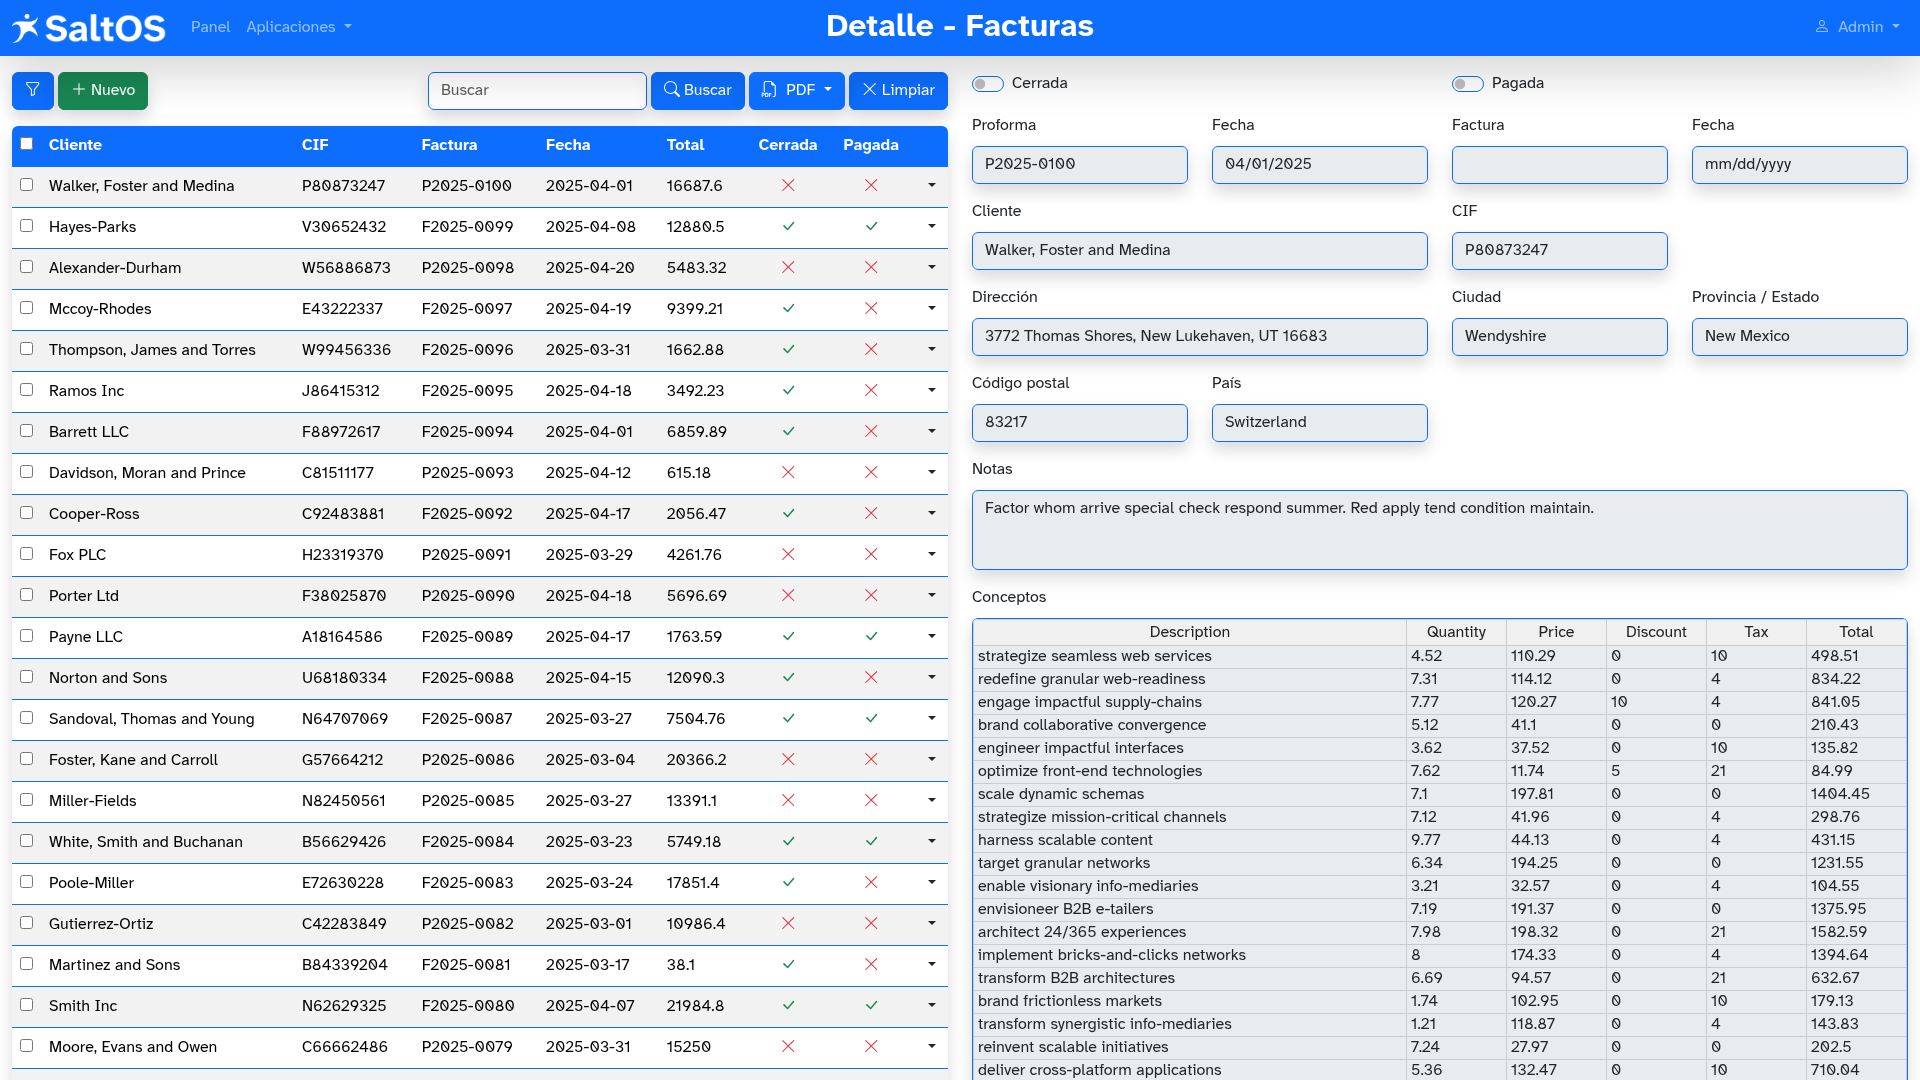 SaltOS Panel Aplicaciones Detalle - Facturas Admin
Nuevo Buscar Buscar PDF Limpiar
Cliente CIF Factura Fecha Total Cerrada Pagada
Walker, Foster and Medina P80873247 P2025-0100 2025-04-01 16687.6
Hayes-Parks V30652432 F2025-0099 2025-04-08 12880.5
Alexander-Durham W56886873 P2025-0098 2025-04-20 5483.32
Mccoy-Rhodes E43222337 F2025-0097 2025-04-19 9399.21
Thompson, James and Torres W99456336 F2025-0096 2025-03-31 1662.88
Ramos Inc J86415312 F2025-0095 2025-04-18 3492.23
Barrett LLC F88972617 F2025-0094 2025-04-01 6859.89
Davidson, Moran and Prince C81511177 P2025-0093 2025-04-12 615.18
Cooper-Ross C92483881 F2025-0092 2025-04-17 2056.47
Fox PLC H23319370 P2025-0091 2025-03-29 4261.76
Porter Ltd F38025870 P2025-0090 2025-04-18 5696.69
Payne LLC A18164586 F2025-0089 2025-04-17 1763.59
Norton and Sons U68180334 F2025-0088 2025-04-15 12090.3
Sandoval, Thomas and Young N64707069 F2025-0087 2025-03-27 7504.76
Foster, Kane and Carroll G57664212 P2025-0086 2025-03-04 20366.2
Miller-Fields N82450561 P2025-0085 2025-03-27 13391.1
White, Smith and Buchanan B56629426 F2025-0084 2025-03-23 5749.18
Poole-Miller E72630228 F2025-0083 2025-03-24 17851.4
Gutierrez-Ortiz C42283849 P2025-0082 2025-03-01 10986.4
Martinez and Sons B84339204 F2025-0081 2025-03-17 38.1
Smith Inc N62629325 F2025-0080 2025-04-07 21984.8
Moore, Evans and Owen C66662486 P2025-0079 2025-03-31 15250
Cerrada Pagada
Proforma Fecha Factura Fecha
P2025-0100 04/01/2025 mm/dd/yyyy
Cliente CIF
Walker, Foster and Medina P80873247
Dirección Ciudad Provincia / Estado
3772 Thomas Shores, New Lukehaven, UT 16683 Wendyshire New Mexico
Código postal País
83217 Switzerland
Notas
Factor whom arrive special check respond summer. Red apply tend condition maintain.
Conceptos
Description Quantity Price Discount Tax Total
strategize seamless web services 4.52 110.29 0 10 498.51
redefine granular web-readiness 7.31 114.12 0 4 834.22
engage impactful supply-chains 7.77 120.27 10 4 841.05
brand collaborative convergence 5.12 41.1 0 0 210.43
engineer impactful interfaces 3.62 37.52 0 10 135.82
optimize front-end technologies 7.62 11.74 5 21 84.99
scale dynamic schemas 7.1 197.81 0 0 1404.45
strategize mission-critical channels 7.12 41.96 0 4 298.76
harness scalable content 9.77 44.13 0 4 431.15
target granular networks 6.34 194.25 0 0 1231.55
enable visionary info-mediaries 3.21 32.57 0 4 104.55
envisioneer B2B e-tailers 7.19 191.37 0 0 1375.95
architect 24/365 experiences 7.98 198.32 0 21 1582.59
implement bricks-and-clicks networks 8 174.33 0 4 1394.64
transform B2B architectures 6.69 94.57 0 21 632.67
brand frictionless markets 1.74 102.95 0 10 179.13
transform synergistic info-mediaries 1.21 118.87 0 4 143.83
reinvent scalable initiatives 7.24 27.97 0 0 202.5
deliver cross-platform applications 5.36 132.47 0 10 710.04